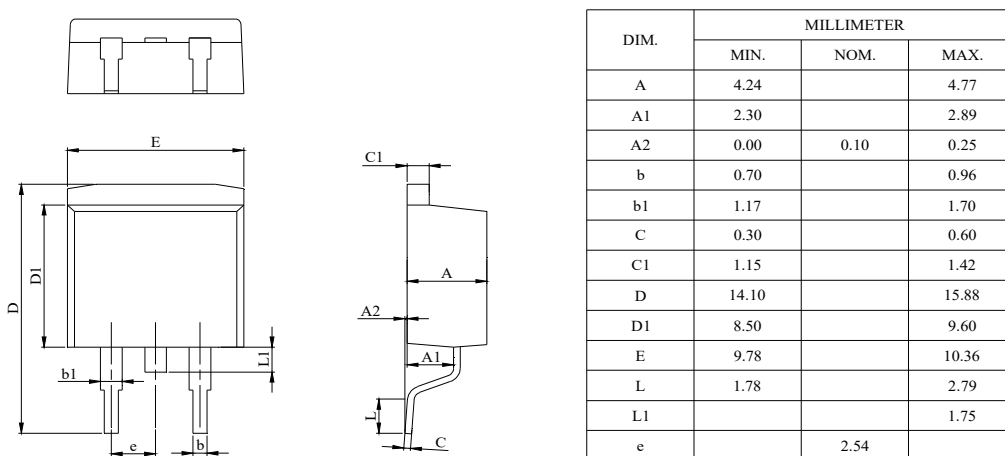 E
D
D1
L1
b1
e
b
C1
A
A2
A1
L
C
DIM. MILLIMETER
MIN. NOM. MAX.
A 4.24 4.77
A1 2.30 2.89
A2 0.00 0.10 0.25
b 0.70 0.96
b1 1.17 1.70
C 0.30 0.60
C1 1.15 1.42
D 14.10 15.88
D1 8.50 9.60
E 9.78 10.36
L 1.78 2.79
L1 1.75
e 2.54